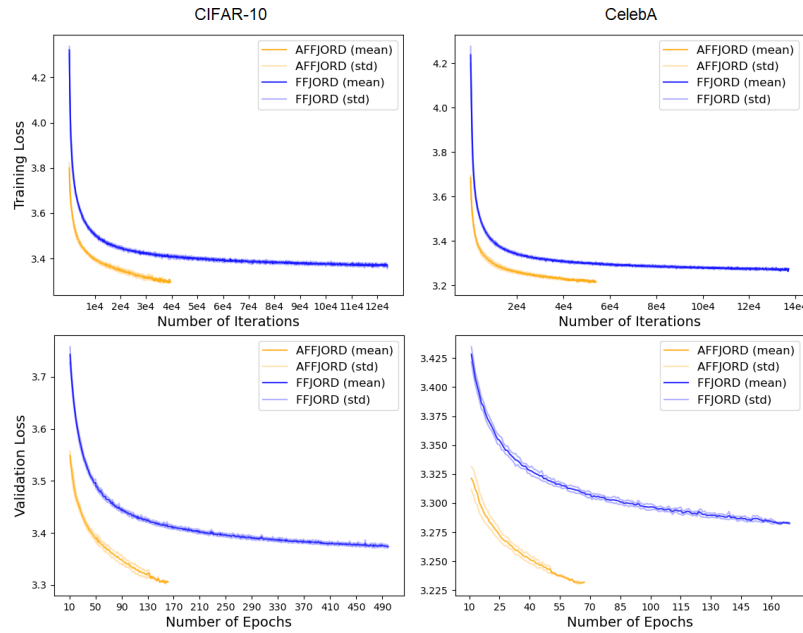 CIFAR-10
CelebA
AFFJORD (mean)
AFFJORD (std)
FFJORD (mean)
FFJORD (std)
4.2
4.0
3.8
3.6
3.4
Training Loss
1e4 2e4 3e4 4e4 5e4 6e4 7e4 8e4 9e4 10e4 11e4 12e4
Number of Iterations
AFFJORD (mean)
AFFJORD (std)
FFJORD (mean)
FFJORD (std)
4.2
4.0
3.8
3.6
3.4
3.2
2e4 4e4 6e4 8e4 10e4 12e4 14e4
Number of Iterations
AFFJORD (mean)
AFFJORD (std)
FFJORD (mean)
FFJORD (std)
3.7
3.6
3.5
3.4
3.3
Validation Loss
10 50 90 130 170 210 250 290 330 370 410 450 490
Number of Epochs
AFFJORD (mean)
AFFJORD (std)
FFJORD (mean)
FFJORD (std)
3.425
3.400
3.375
3.350
3.325
3.300
3.275
3.250
3.225
10 25 40 55 70 85 100 115 130 145 160
Number of Epochs